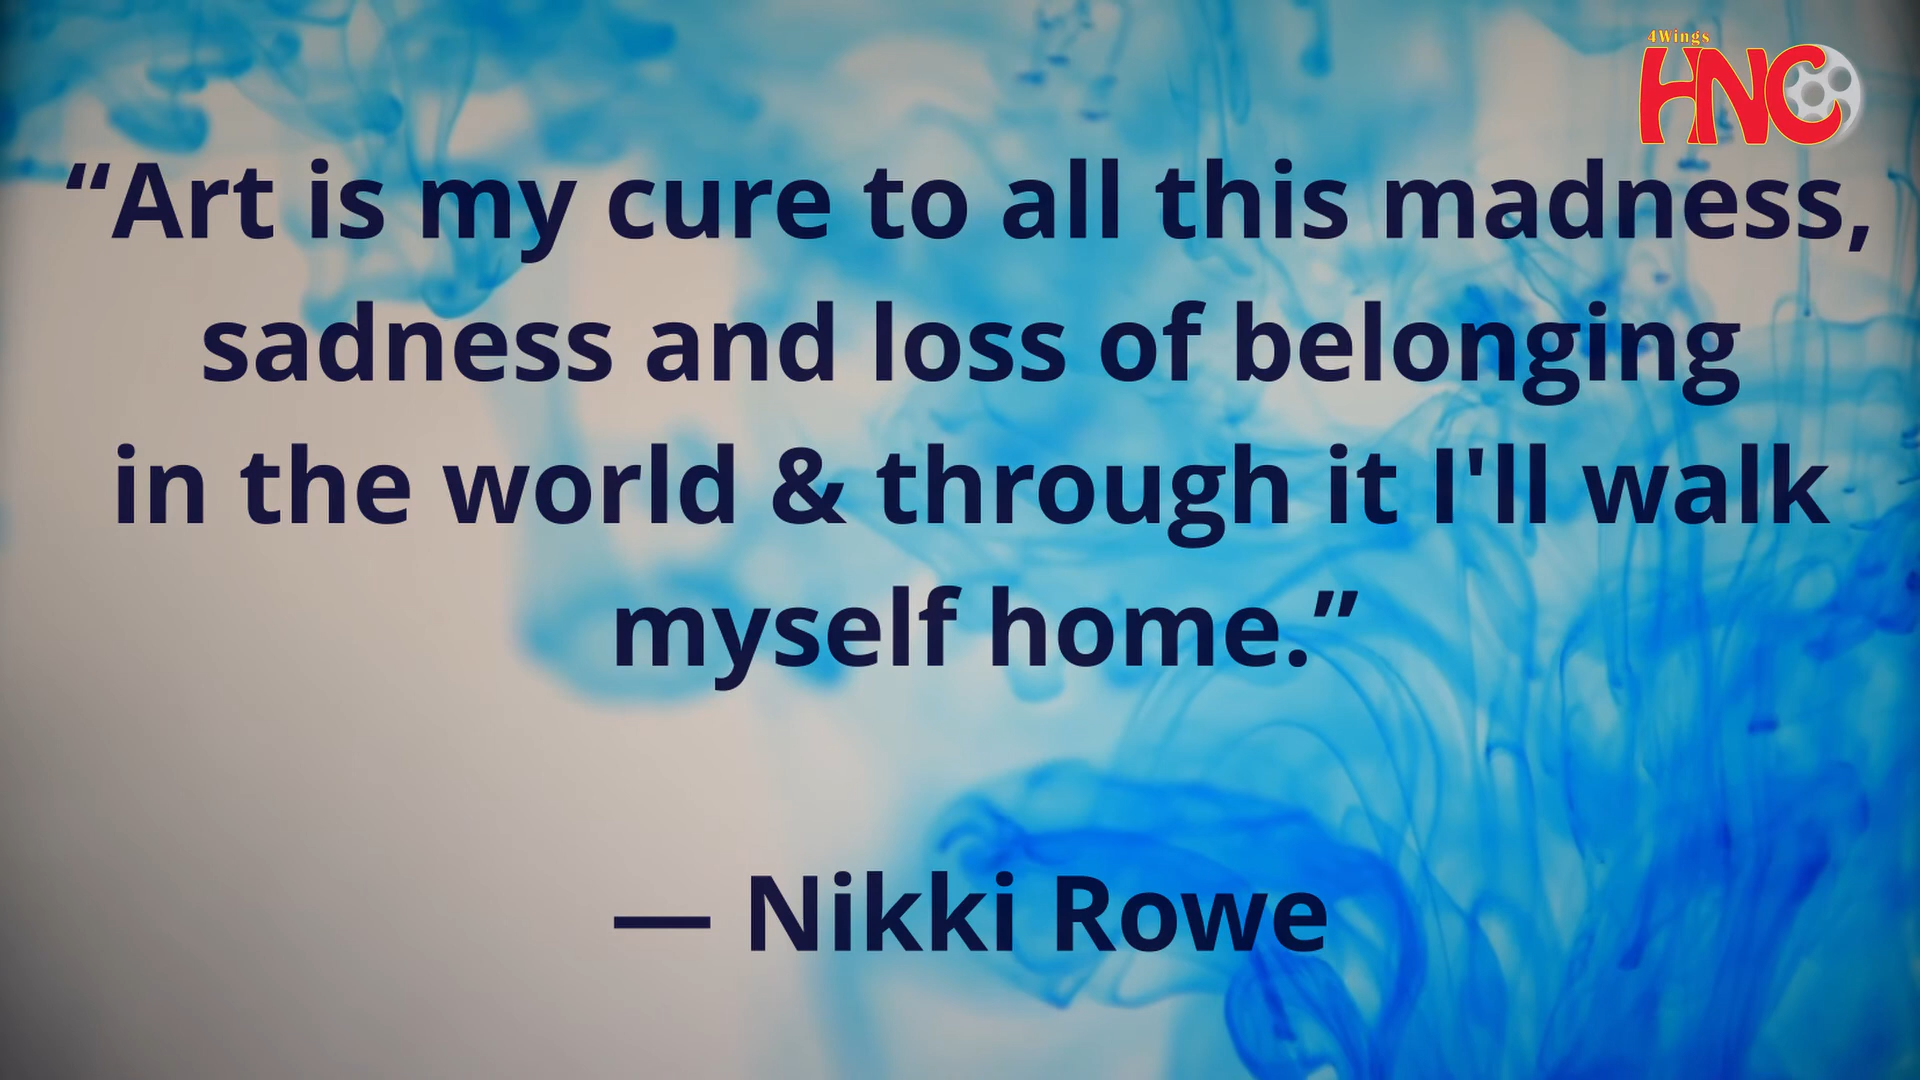 4Wings
HNC
“Art is my cure to all this madness,
sadness and loss of belonging
in the world & through it I'll walk
myself home.”
— Nikki Rowe